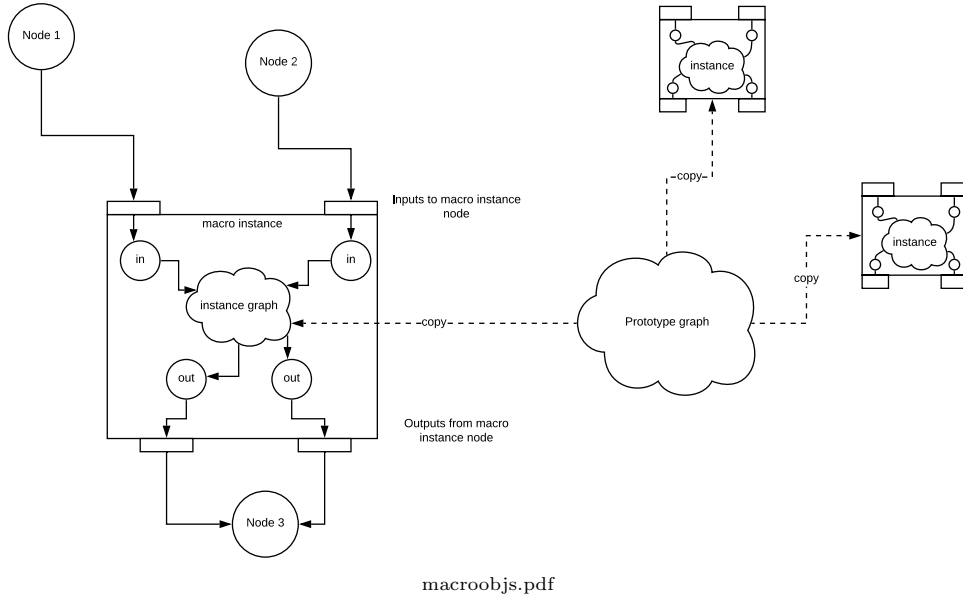 Node 1
Node 2
instance
copy
Inputs to macro instance
node
macro instance
in
in
instance graph
copy
Prototype graph
copy
instance
out
out
Outputs from macro
instance node
Node 3
macroobjs.pdf